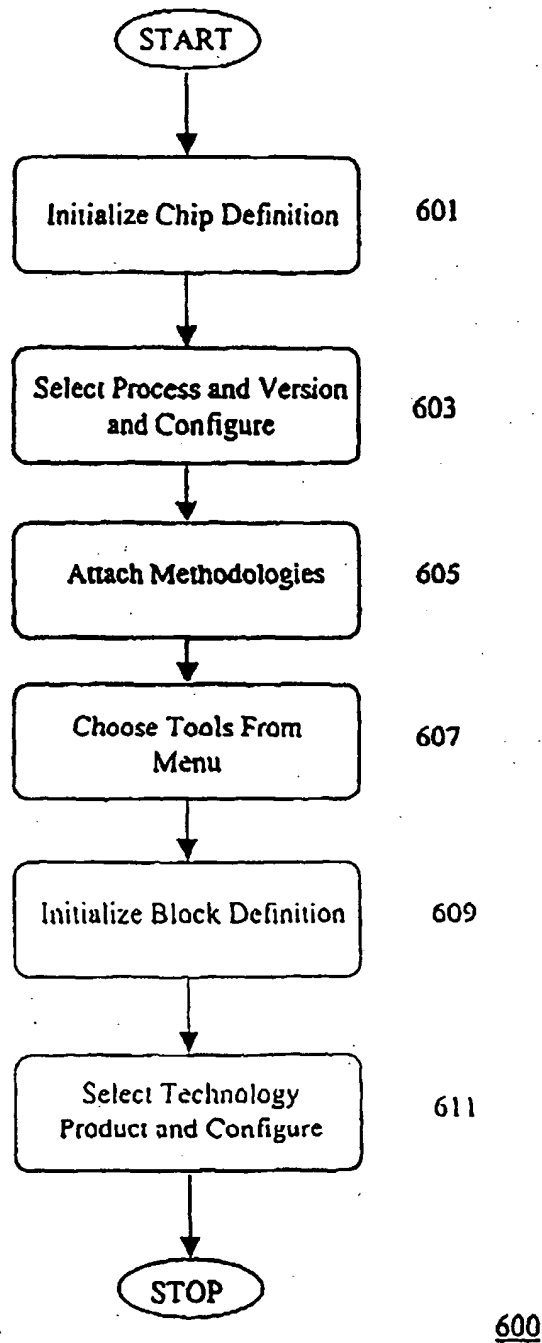 START
Initialize Chip Definition
601
Select Process and Version
and Configure
603
Attach Methodologies
605
Choose Tools From
Menu
607
Initialize Block Definition
609
Select Technology
Product and Configure
611
STOP
600